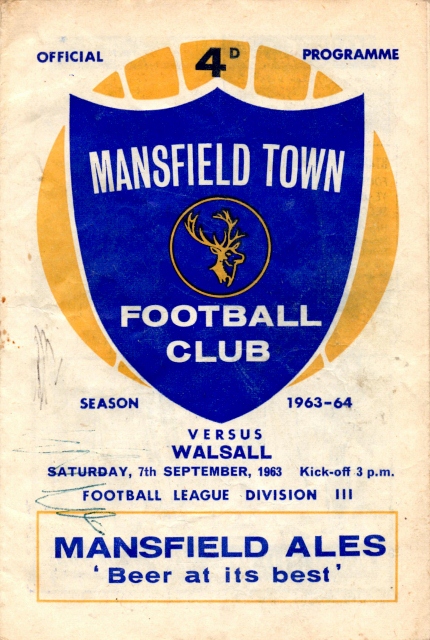 OFFICIAL 4D PROGRAMME
MANSFIELD TOWN
FOOTBALL
CLUB
SEASON 1963-64
VERSUS
WALSALL
SATURDAY, 7th SEPTEMBER, 1963 Kick-off 3 p.m.
FOOTBALL LEAGUE DIVISION III
MANSFIELD ALES
'Beer at its best'